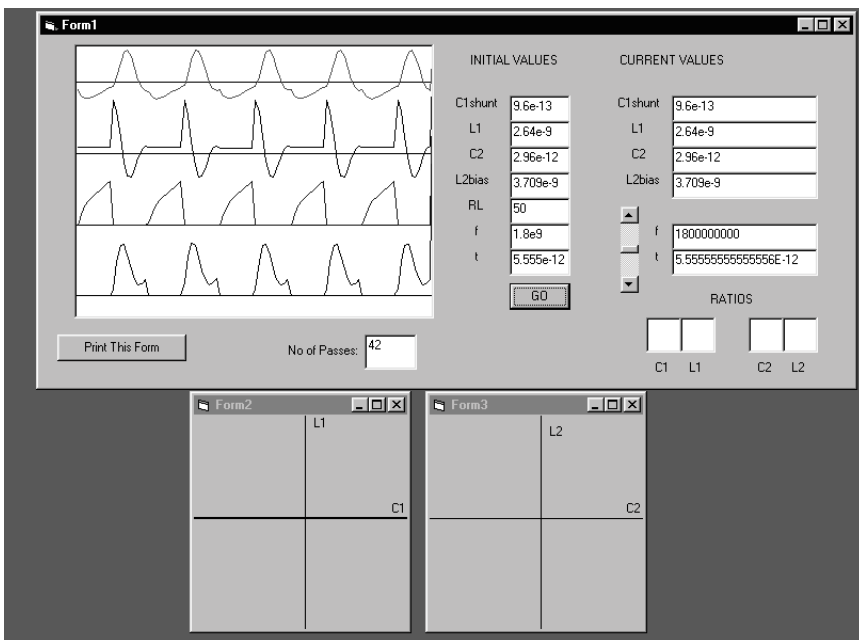 Form1
INITIAL VALUES
CURRENT VALUES
C1shunt 9.6e-13
C1shunt 9.6e-13
L1 2.64e-9
L1 2.64e-9
C2 2.96e-12
C2 2.96e-12
L2bias 3.709e-9
L2bias 3.709e-9
RL 50
f 1.8e9
f 1800000000
t 5.555e-12
t 5.55555555555556E-12
GO
RATIOS
Print This Form
No of Passes: 42
C1 L1 C2 L2
Form2
L1
C1
Form3
L2
C2